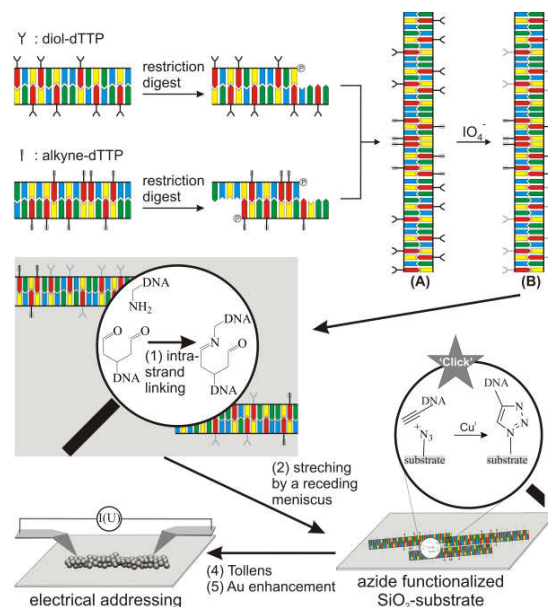 Y : diol-dTTP
restriction
digest
P
I : alkyne-dTTP
restriction
digest
P
P
IO₄⁻
(A)
(B)
DNA
NH₂
DNA
O
O
N
O
(1) intra-
strand
linking
DNA
DNA
'Click'
DNA
DNA
+
N₃
Cuᴵ
N
N
N
substrate
substrate
(2) streching
by a receding
meniscus
I(U)
(4) Tollens
(5) Au enhancement
electrical addressing
azide functionalized
SiO₂-substrate